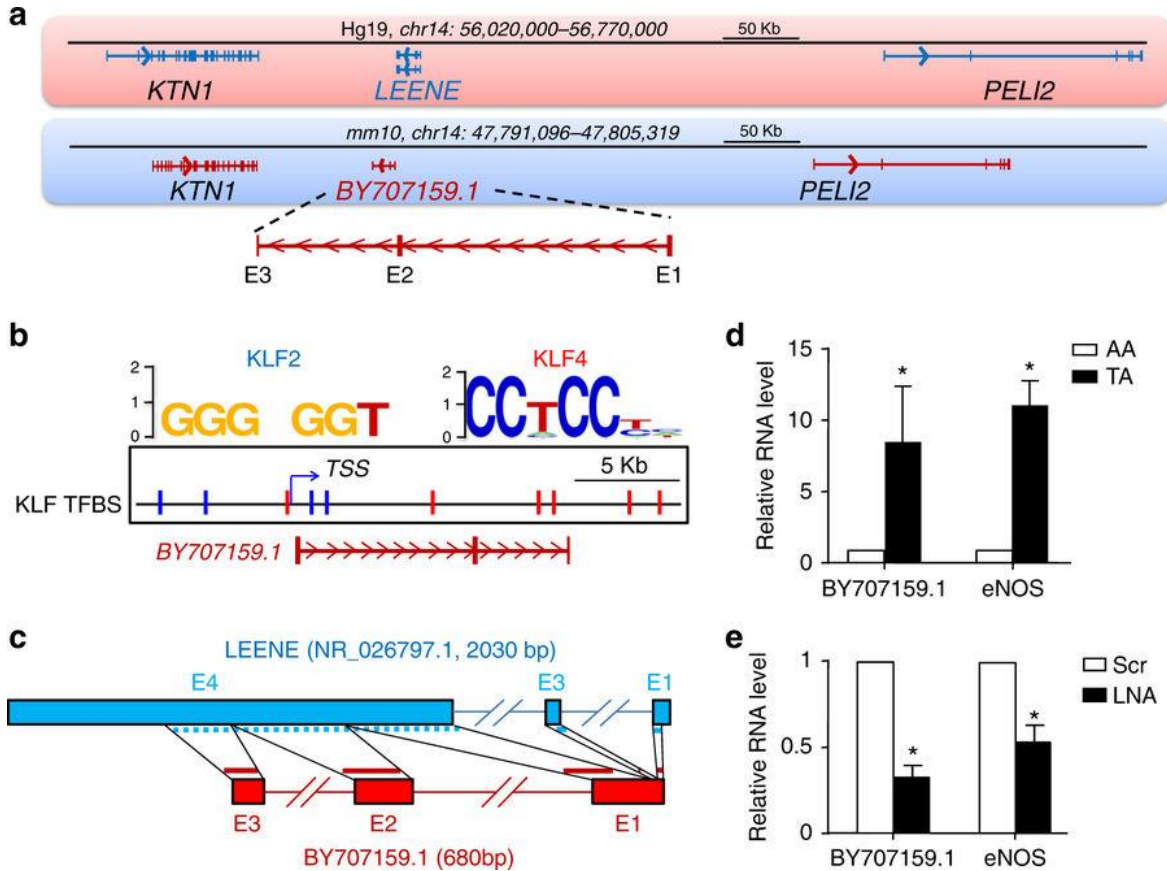 a
Hg19, chr14: 56,020,000–56,770,000
50 Kb
KTN1
LEENE
PELI2
mm10, chr14: 47,791,096–47,805,319
50 Kb
KTN1
BY707159.1
PELI2
E3
E2
E1
b
KLF2
KLF4
2
1
0
GGG GGT
2
1
0
CCTCC
TSS
5 Kb
KLF TFBS
BY707159.1
c
LEENE (NR_026797.1, 2030 bp)
E4
E3
E1
E3
E2
E1
BY707159.1 (680bp)
d
Relative RNA level
15
10
5
0
*
*
AA
TA
BY707159.1
eNOS
e
Relative RNA level
1
0.5
0
*
*
Scr
LNA
BY707159.1
eNOS